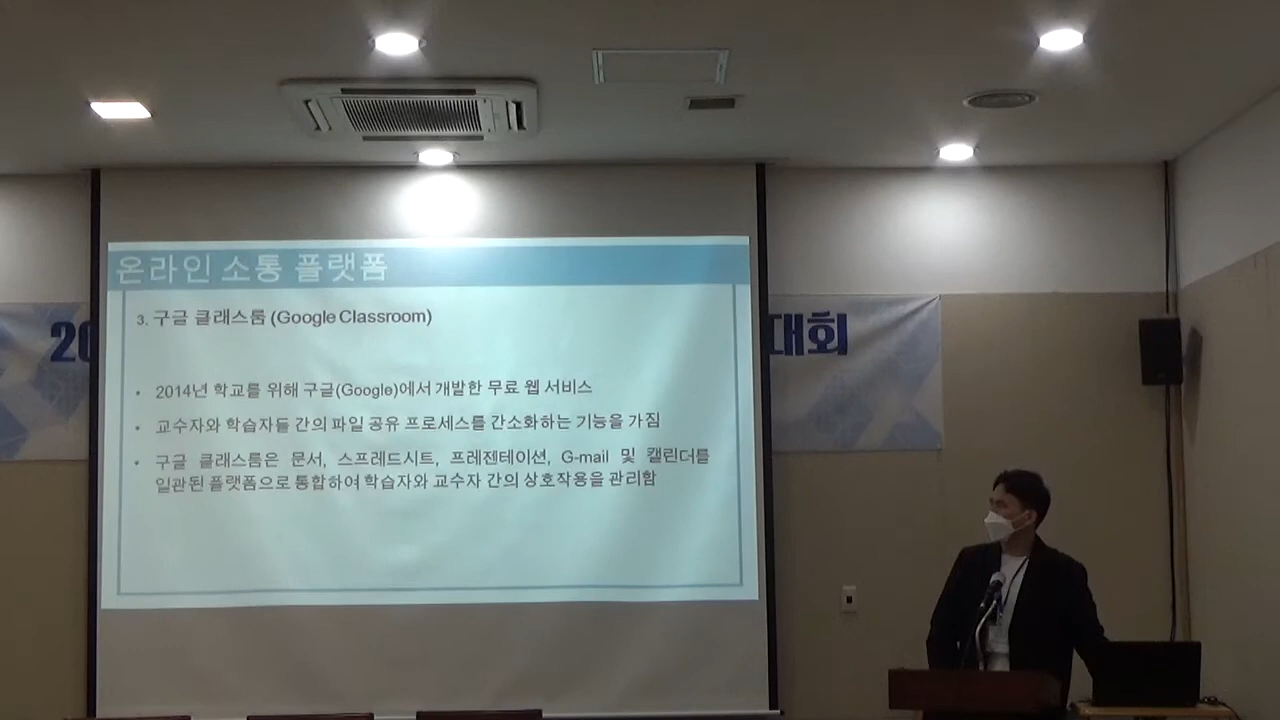 온라인 소통 플랫폼
3. 구글 클래스룸 (Google Classroom)
20
대회
• 2014년 학교를 위해 구글(Google)에서 개발한 무료 웹 서비스
• 교수자와 학습자들 간의 파일 공유 프로세스를 간소화하는 기능을 가짐
• 구글 클래스룸은 문서, 스프레드시트, 프레젠테이션, G-mail 및 캘린더를
일관된 플랫폼으로 통합하여 학습자와 교수자 간의 상호작용을 관리함